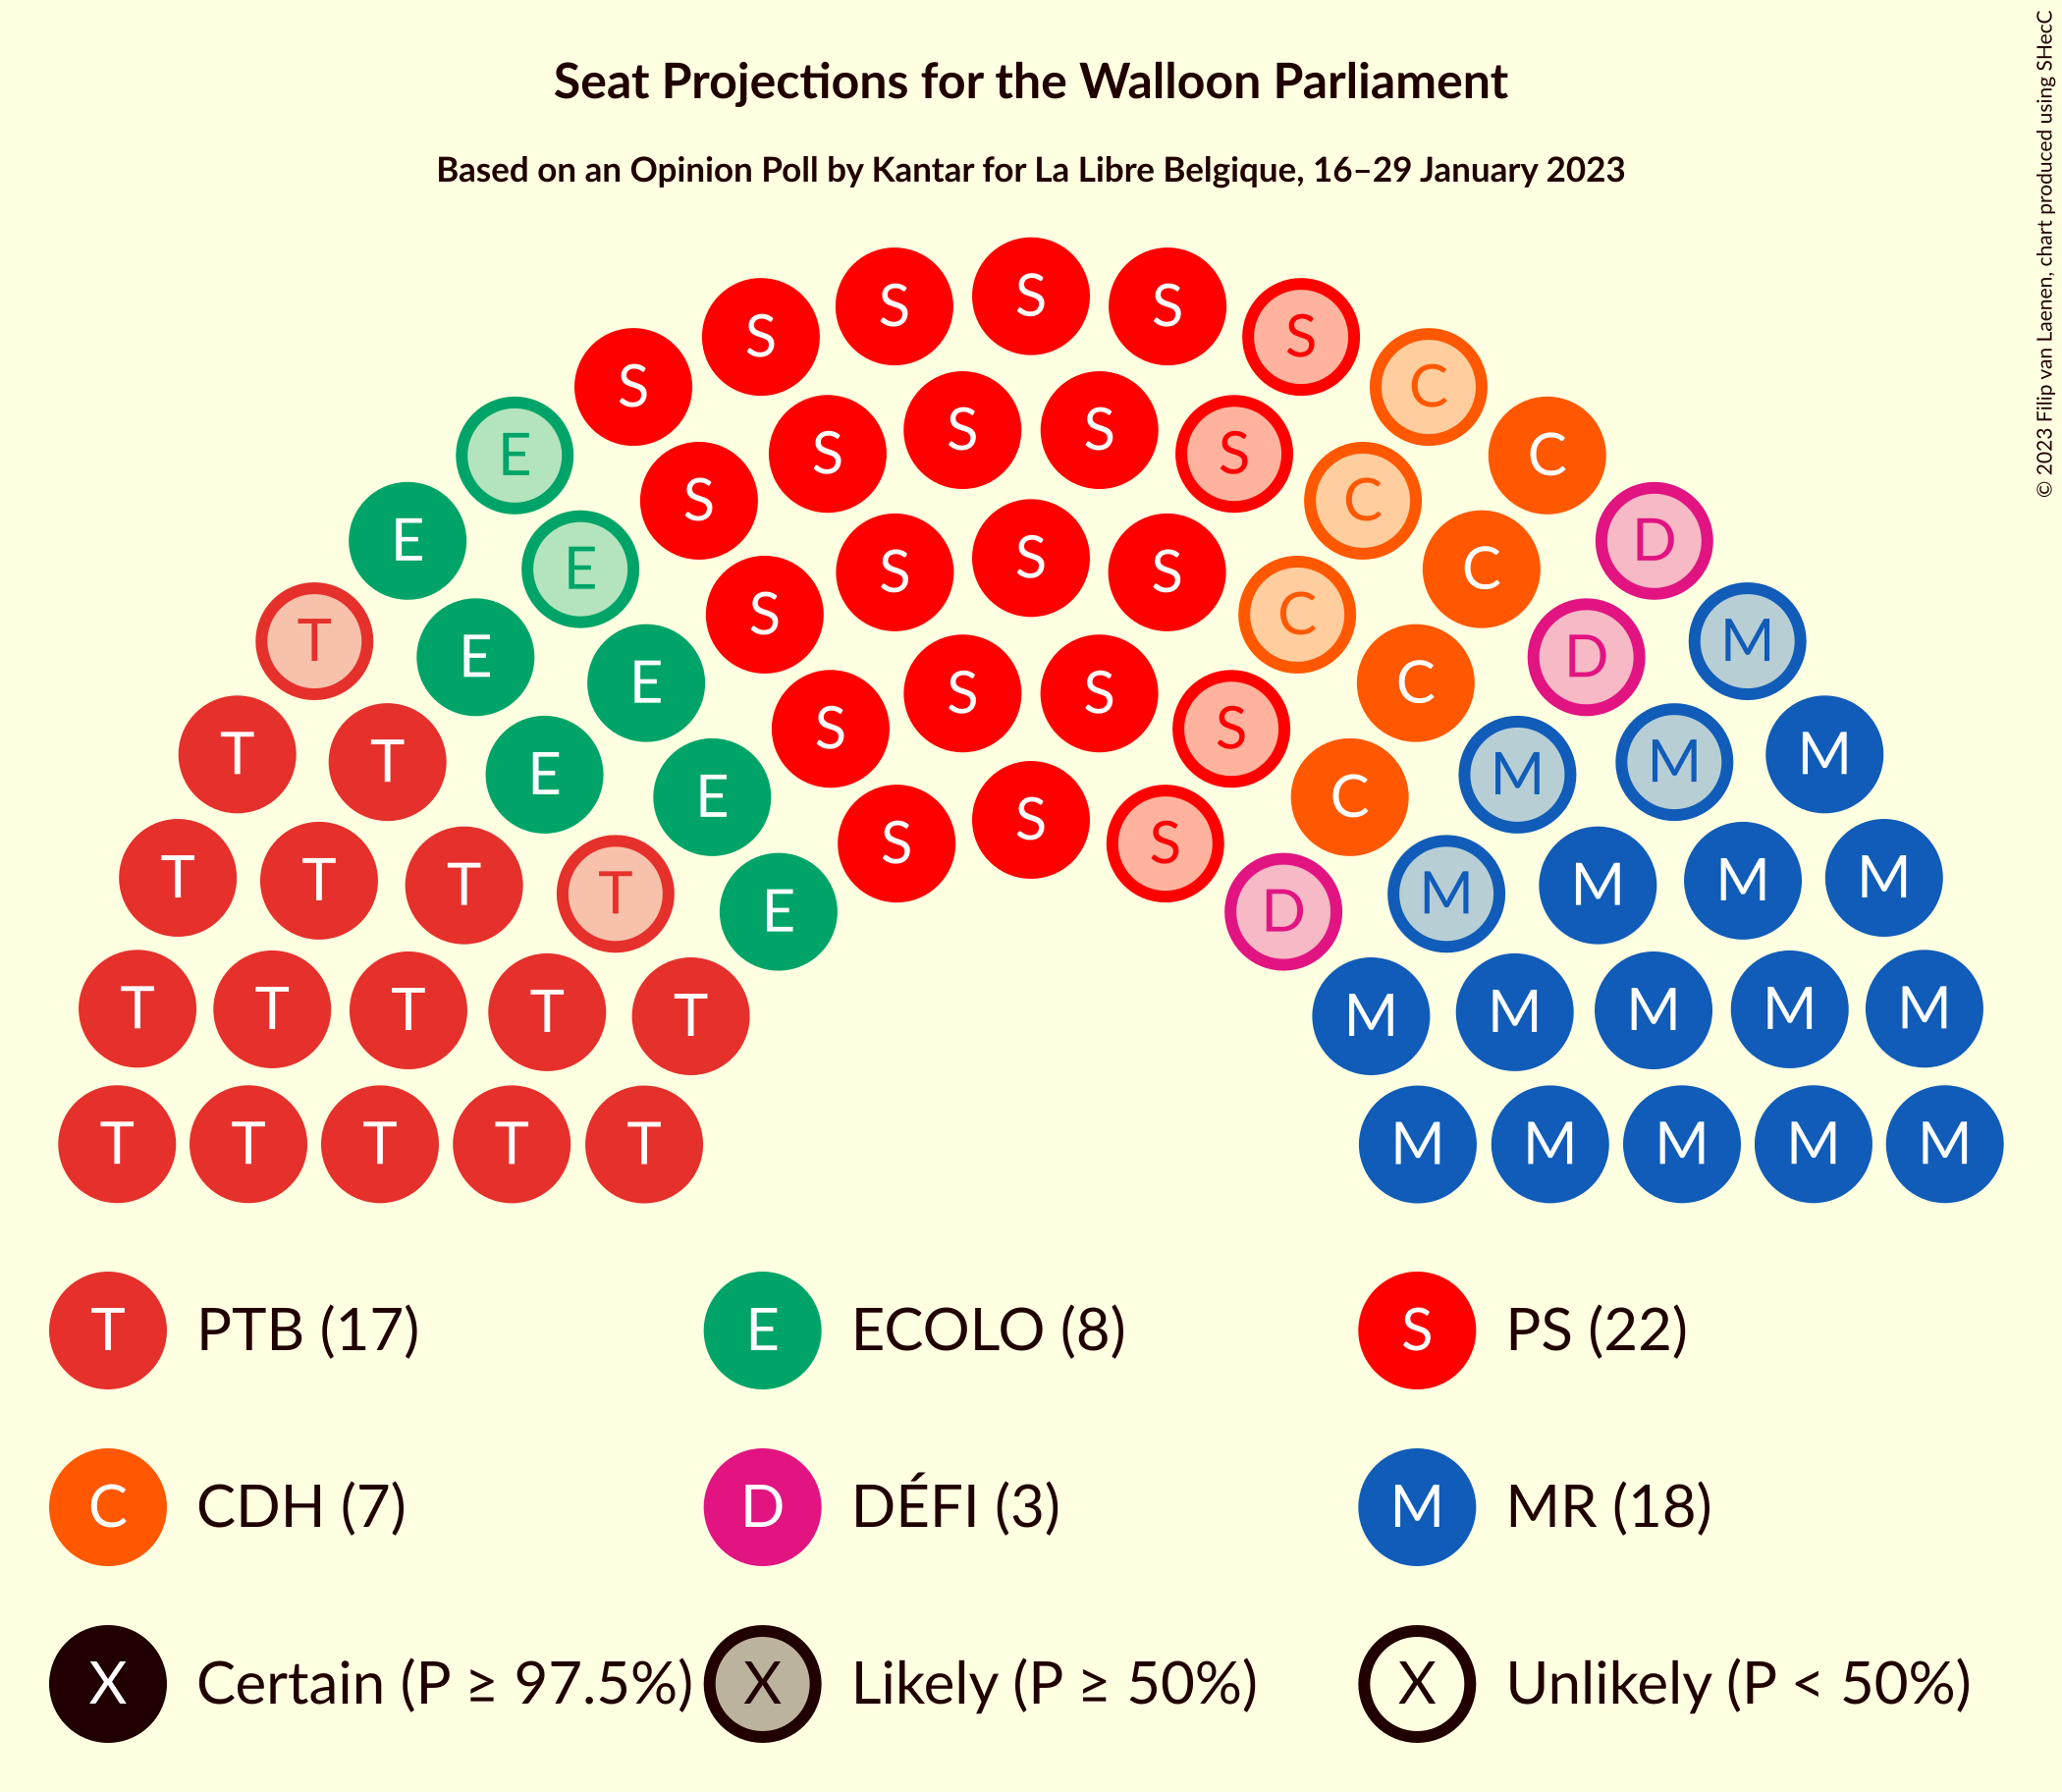 Seat Projections for the Walloon Parliament
Based on an Opinion Poll by Kantar for La Libre Belgique, 16–29 January 2023
© 2023 Filip van Laenen, chart produced using SHecC
S
S S
S S
S C
S S
E S S C
S S
E S S C
E S C D
S C
T E D M
E S S C
S S
T T M M
E E C M
T T T S S S M M M
T E D M
T T T T T M M M M M
T T T T T M M M M M
T PTB (17) E ECOLO (8) S PS (22)
C CDH (7) D DÉFI (3) M MR (18)
X Certain (P ≥ 97.5%) X Likely (P ≥ 50%) X Unlikely (P < 50%)